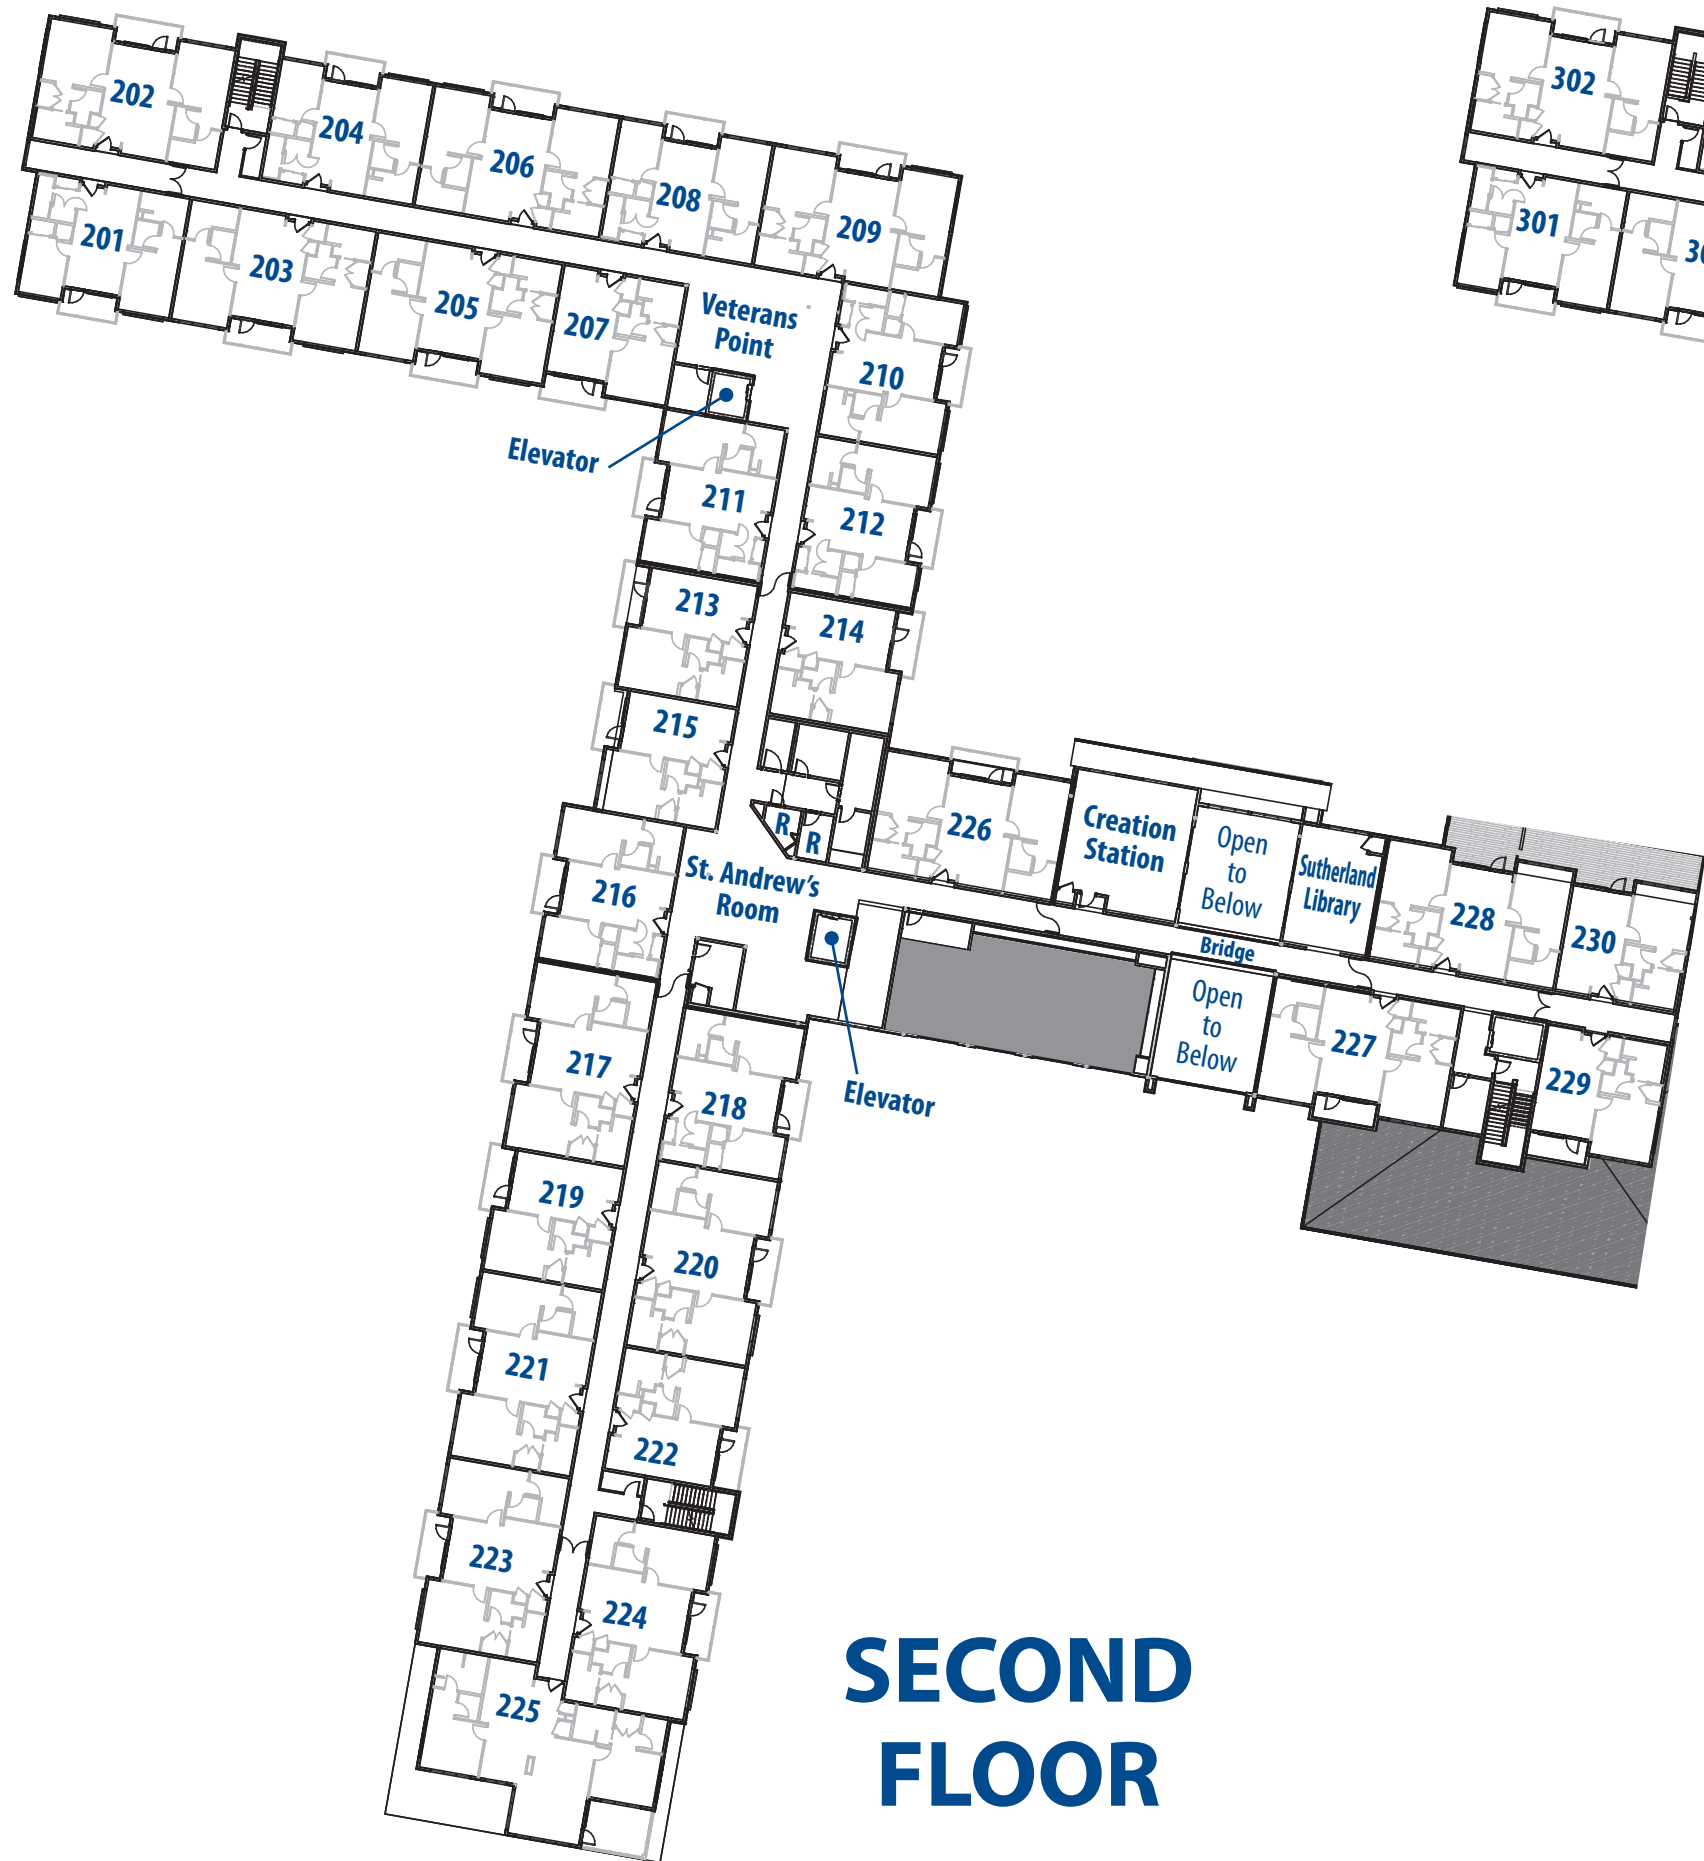 202
204
206
208
209
201
203
205
207
Veterans
Point
210
Elevator
211
212
213
214
215
R
R
226
Creation
Station
Open
to
Below
Sutherland
Library
228
230
St. Andrew's
Room
216
Bridge
Open
to
Below
227
229
217
218
Elevator
219
220
221
222
223
224
225
SECOND
FLOOR
302
301